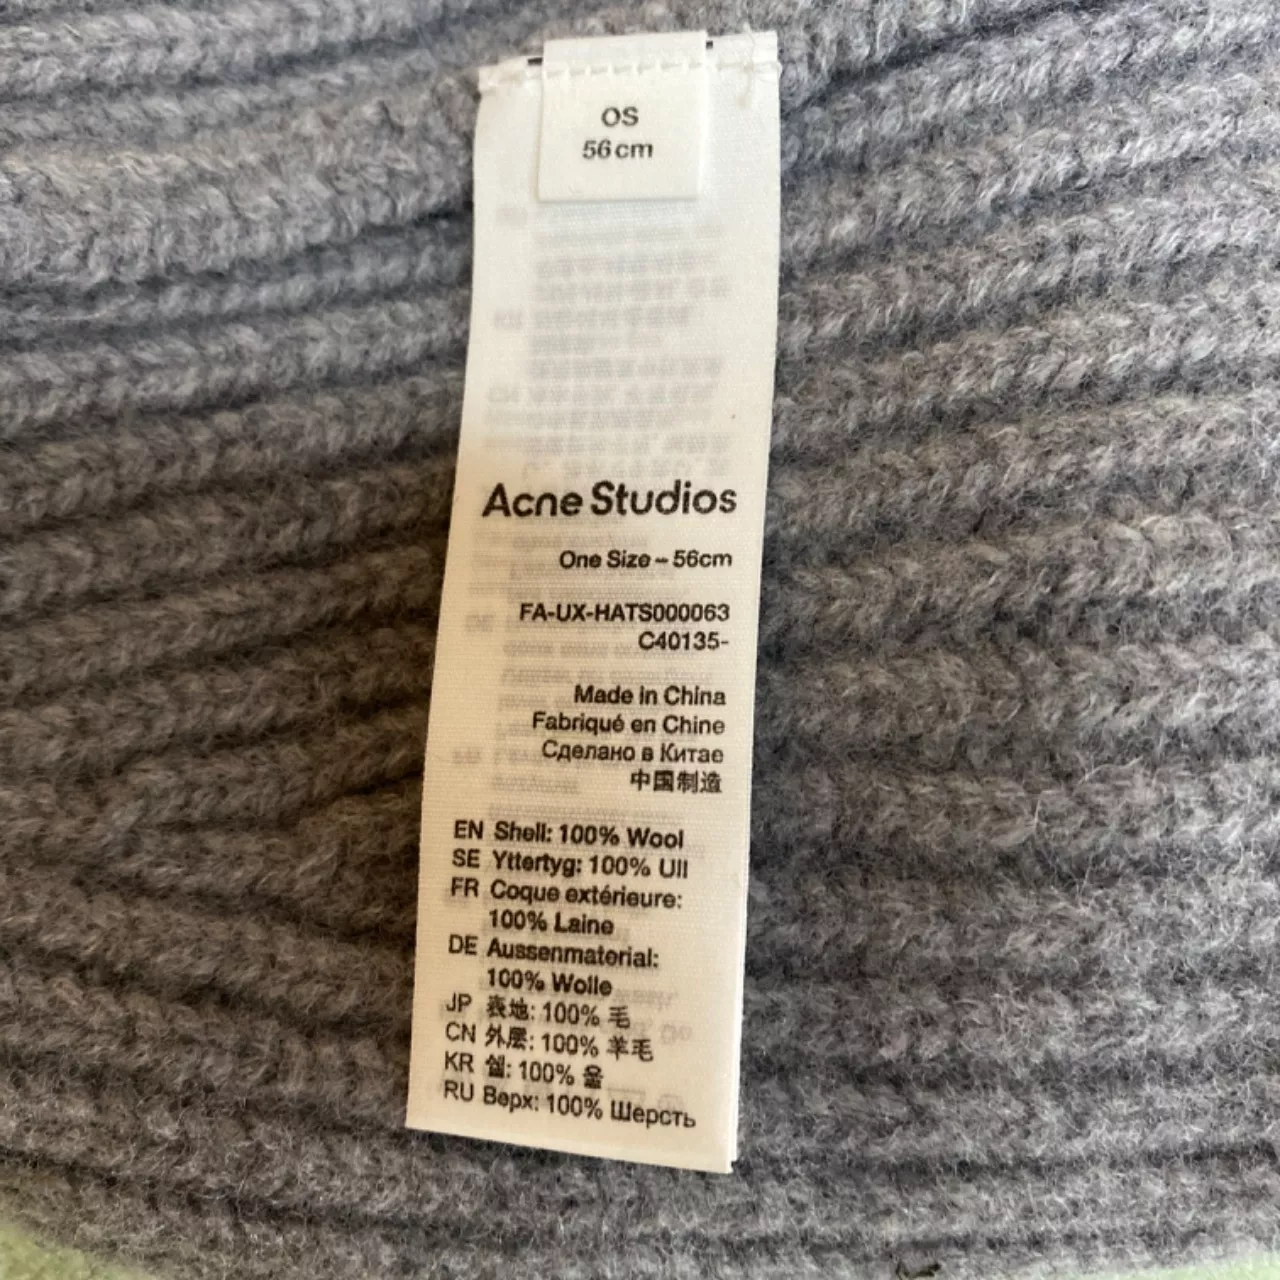 OS
56cm
Acne Studios
One Size – 56cm
FA-UX-HATS000063
C40135-
Made in China
Fabriqué en Chine
Сделано в Китае
中国制造
EN Shell: 100% Wool
SE Yttertyg: 100% Ull
FR Coque extérieure:
100% Laine
DE Aussenmaterial:
100% Wolle
JP 表地: 100% 毛
CN 外层: 100% 羊毛
KR 쉘: 100% 울
RU Верх: 100% Шерсть